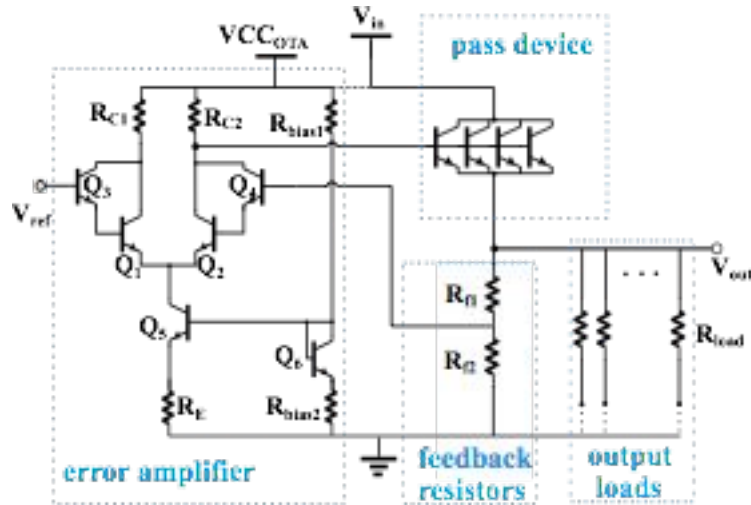 V_in
VCC_OTA
pass device
R_C1
R_C2
R_bias1
Q_3
Q_4
V_ref
Q_1
Q_2
V_out
R_f1
Q_5
R_load
Q_6
R_f2
R_E
R_bias2
error amplifier
feedback
resistors
output
loads